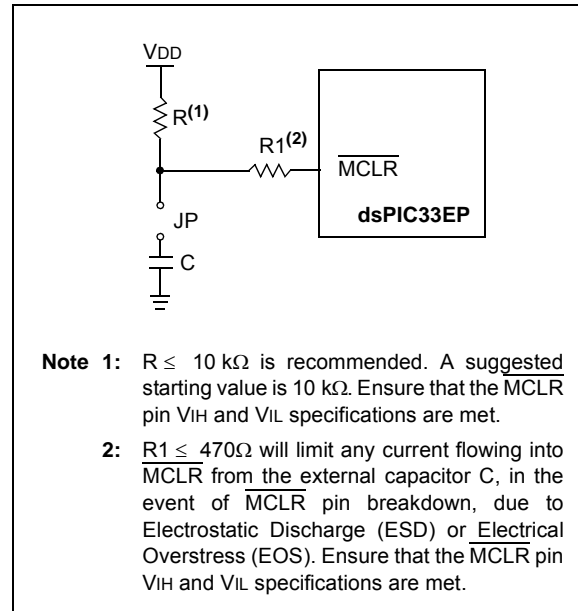 VDD
R(1)
R1(2)
MCLR
JP
dsPIC33EP
C
Note 1: R ≤ 10 kΩ is recommended. A suggested
starting value is 10 kΩ. Ensure that the MCLR
pin VIH and VIL specifications are met.
2: R1 ≤ 470Ω will limit any current flowing into
MCLR from the external capacitor C, in the
event of MCLR pin breakdown, due to
Electrostatic Discharge (ESD) or Electrical
Overstress (EOS). Ensure that the MCLR pin
VIH and VIL specifications are met.